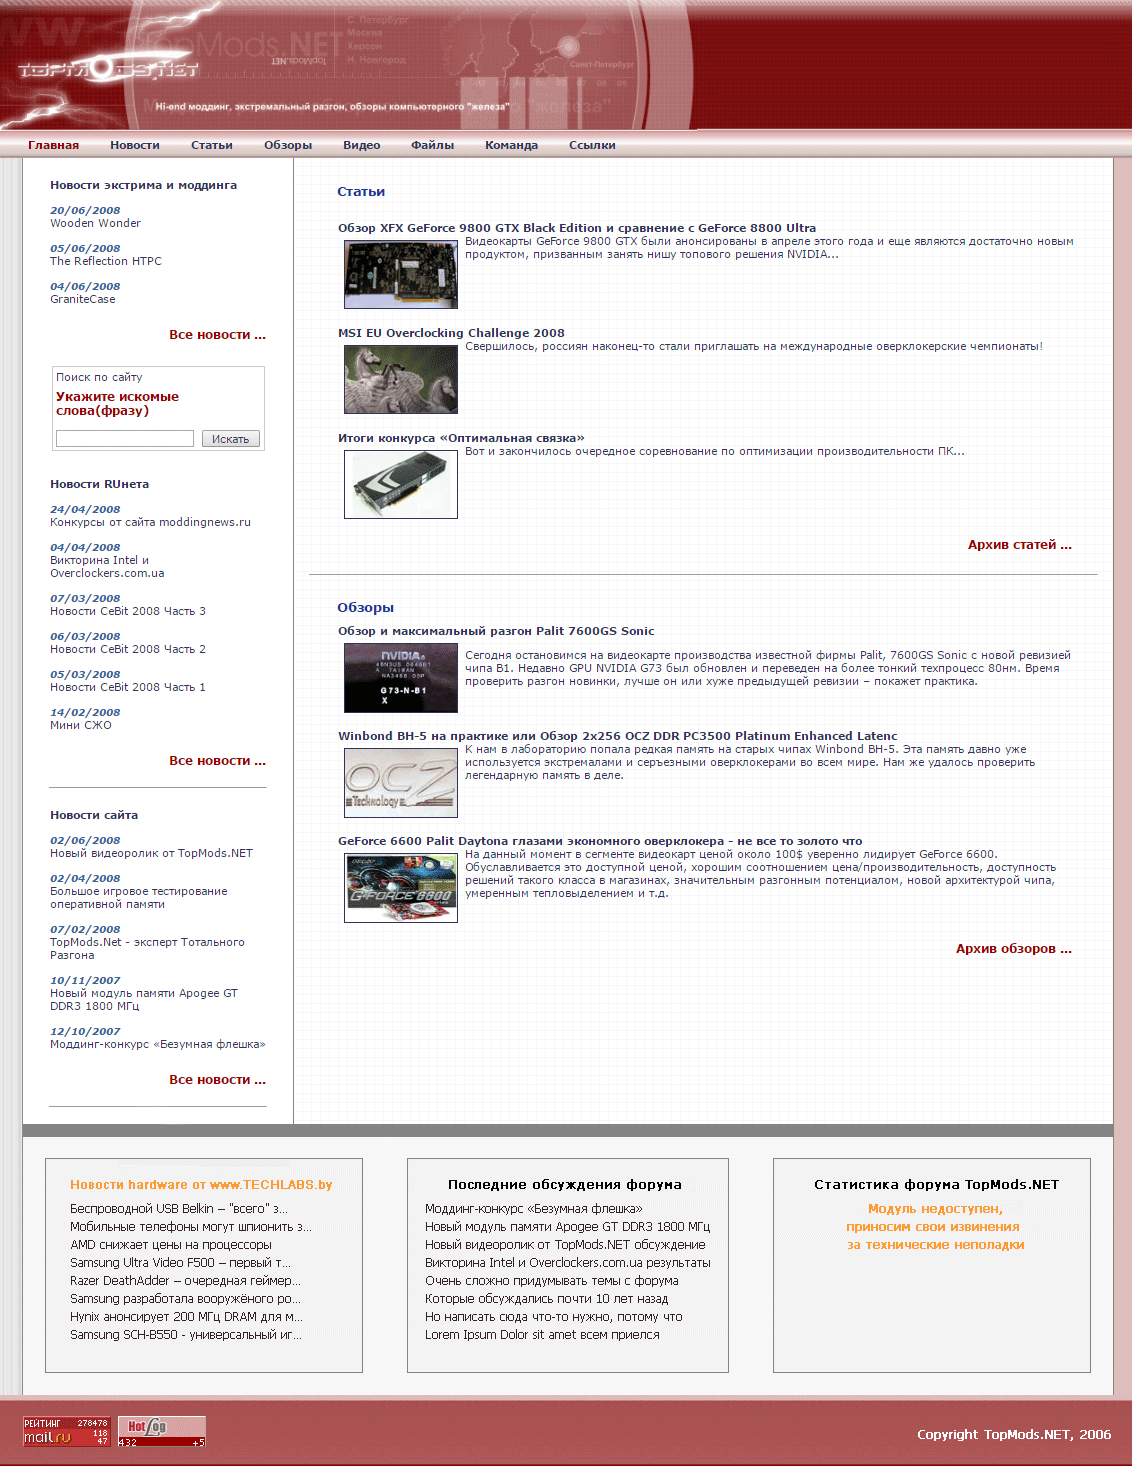 TopMods.NET
С. Петербург
Москва
Херсон
Н. Новгород
TopMods.NET
Санкт-Петербург
TOPMODS.NET
Hi-end моддинг, экстремальный разгон, обзоры компьютерного "железа"
Главная Новости Статьи Обзоры Видео Файлы Команда Ссылки
Новости экстрима и моддинга
20/06/2008
Wooden Wonder
05/06/2008
The Reflection HTPC
04/06/2008
GraniteCase
Все новости ...
Поиск по сайту
Укажите искомые
слова(фразу)
Искать
Новости RUнета
24/04/2008
Конкурсы от сайта moddingnews.ru
04/04/2008
Викторина Intel и
Overclockers.com.ua
07/03/2008
Новости CeBit 2008 Часть 3
06/03/2008
Новости CeBit 2008 Часть 2
05/03/2008
Новости CeBit 2008 Часть 1
14/02/2008
Мини СЖО
Все новости ...
Новости сайта
02/06/2008
Новый видеоролик от TopMods.NET
02/04/2008
Большое игровое тестирование
оперативной памяти
07/02/2008
TopMods.Net - эксперт Тотального
Разгона
10/11/2007
Новый модуль памяти Apogee GT
DDR3 1800 МГц
12/10/2007
Моддинг-конкурс «Безумная флешка»
Все новости ...
Статьи
Обзор XFX GeForce 9800 GTX Black Edition и сравнение с GeForce 8800 Ultra
Видеокарты GeForce 9800 GTX были анонсированы в апреле этого года и еще являются достаточно новым
продуктом, призванным занять нишу топового решения NVIDIA...
MSI EU Overclocking Challenge 2008
Свершилось, россиян наконец-то стали приглашать на международные оверклокерские чемпионаты!
Итоги конкурса «Оптимальная связка»
Вот и закончилось очередное соревнование по оптимизации производительности ПК...
Архив статей ...
Обзоры
Обзор и максимальный разгон Palit 7600GS Sonic
nVIDIA
G73-N-B1
X
Сегодня остановимся на видеокарте производства известной фирмы Palit, 7600GS Sonic с новой ревизией
чипа B1. Недавно GPU NVIDIA G73 был обновлен и переведен на более тонкий техпроцесс 80нм. Время
проверить разгон новинки, лучше он или хуже предыдущей ревизии – покажет практика.
Winbond BH-5 на практике или Обзор 2x256 OCZ DDR PC3500 Platinum Enhanced Latenc
OCZ
Technology
К нам в лабораторию попала редкая память на старых чипах Winbond BH-5. Эта память давно уже
используется экстремалами и серъезными оверклокерами во всем мире. Нам же удалось проверить
легендарную память в деле.
GeForce 6600 Palit Daytona глазами экономного оверклокера - не все то золото что
GEFORCE 6600
На данный момент в сегменте видеокарт ценой около 100$ уверенно лидирует GeForce 6600.
Обуславливается это доступной ценой, хорошим соотношением цена/производительность, доступность
решений такого класса в магазинах, значительным разгонным потенциалом, новой архитектурой чипа,
умеренным тепловыделением и т.д.
Архив обзоров ...
Новости hardware от www.TECHLABS.by
Беспроводной USB Belkin – "всего" з...
Мобильные телефоны могут шпионить з...
AMD снижает цены на процессоры
Samsung Ultra Video F500 – первый т...
Razer DeathAdder – очередная геймер...
Samsung разработала вооружёного ро...
Hynix анонсирует 200 МГц DRAM для м...
Samsung SCH-B550 - универсальный иг...
Последние обсуждения форума
Моддинг-конкурс «Безумная флешка»
Новый модуль памяти Apogee GT DDR3 1800 МГц
Новый видеоролик от TopMods.NET обсуждение
Викторина Intel и Overclockers.com.ua результаты
Очень сложно придумывать темы с форума
Которые обсуждались почти 10 лет назад
Но написать сюда что-то нужно, потому что
Lorem Ipsum Dolor sit amet всем приелся
Статистика форума TopMods.NET
Модуль недоступен,
приносим свои извинения
за технические неполадки
РЕЙТИНГ 278478
mail.ru 118
47
HotLog
432 +5
Copyright TopMods.NET, 2006